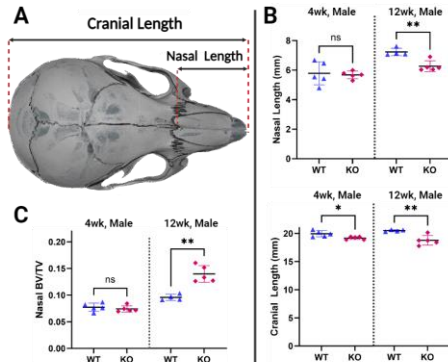 A
Cranial Length
Nasal Length
B
4wk, Male 12wk, Male
Nasal Length (mm)
10
8
6
4
2
0
ns
**
WT KO WT KO
4wk, Male 12wk, Male
Cranial Length (mm)
20
15
10
5
0
*
**
WT KO WT KO
C
4wk, Male 12wk, Male
Nasal BV/TV
0.20
0.15
0.10
0.05
0.00
ns
**
WT KO WT KO